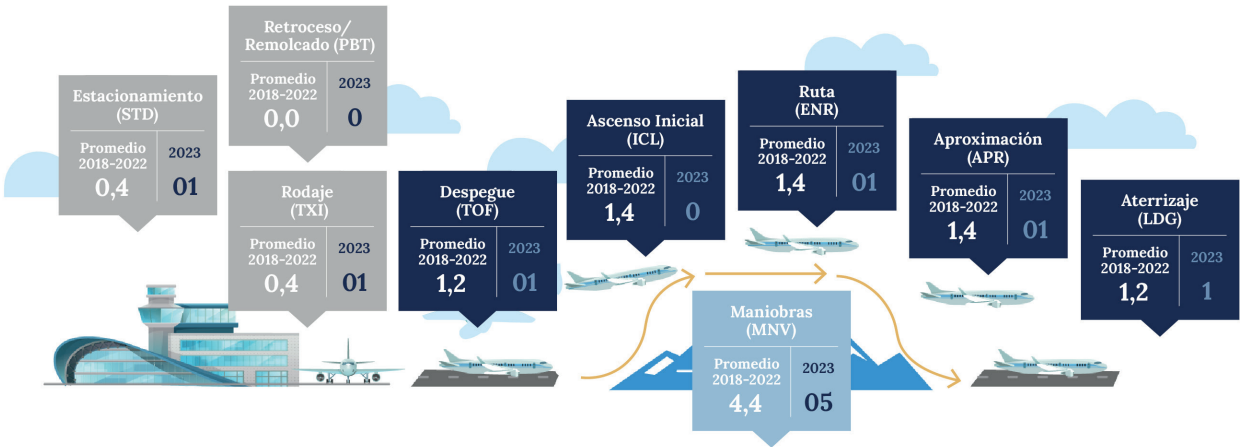 Estacionamiento
(STD)
Promedio
2018-2022
0,4
2023
01
Retroceso/
Remolcado (PBT)
Promedio
2018-2022
0,0
2023
0
Rodaje
(TXI)
Promedio
2018-2022
0,4
2023
01
Despegue
(TOF)
Promedio
2018-2022
1,2
2023
01
Ascenso Inicial
(ICL)
Promedio
2018-2022
1,4
2023
0
Ruta
(ENR)
Promedio
2018-2022
1,4
2023
01
Maniobras
(MNV)
Promedio
2018-2022
4,4
2023
05
Aproximación
(APR)
Promedio
2018-2022
1,4
2023
01
Aterrizaje
(LDG)
Promedio
2018-2022
1,2
2023
1